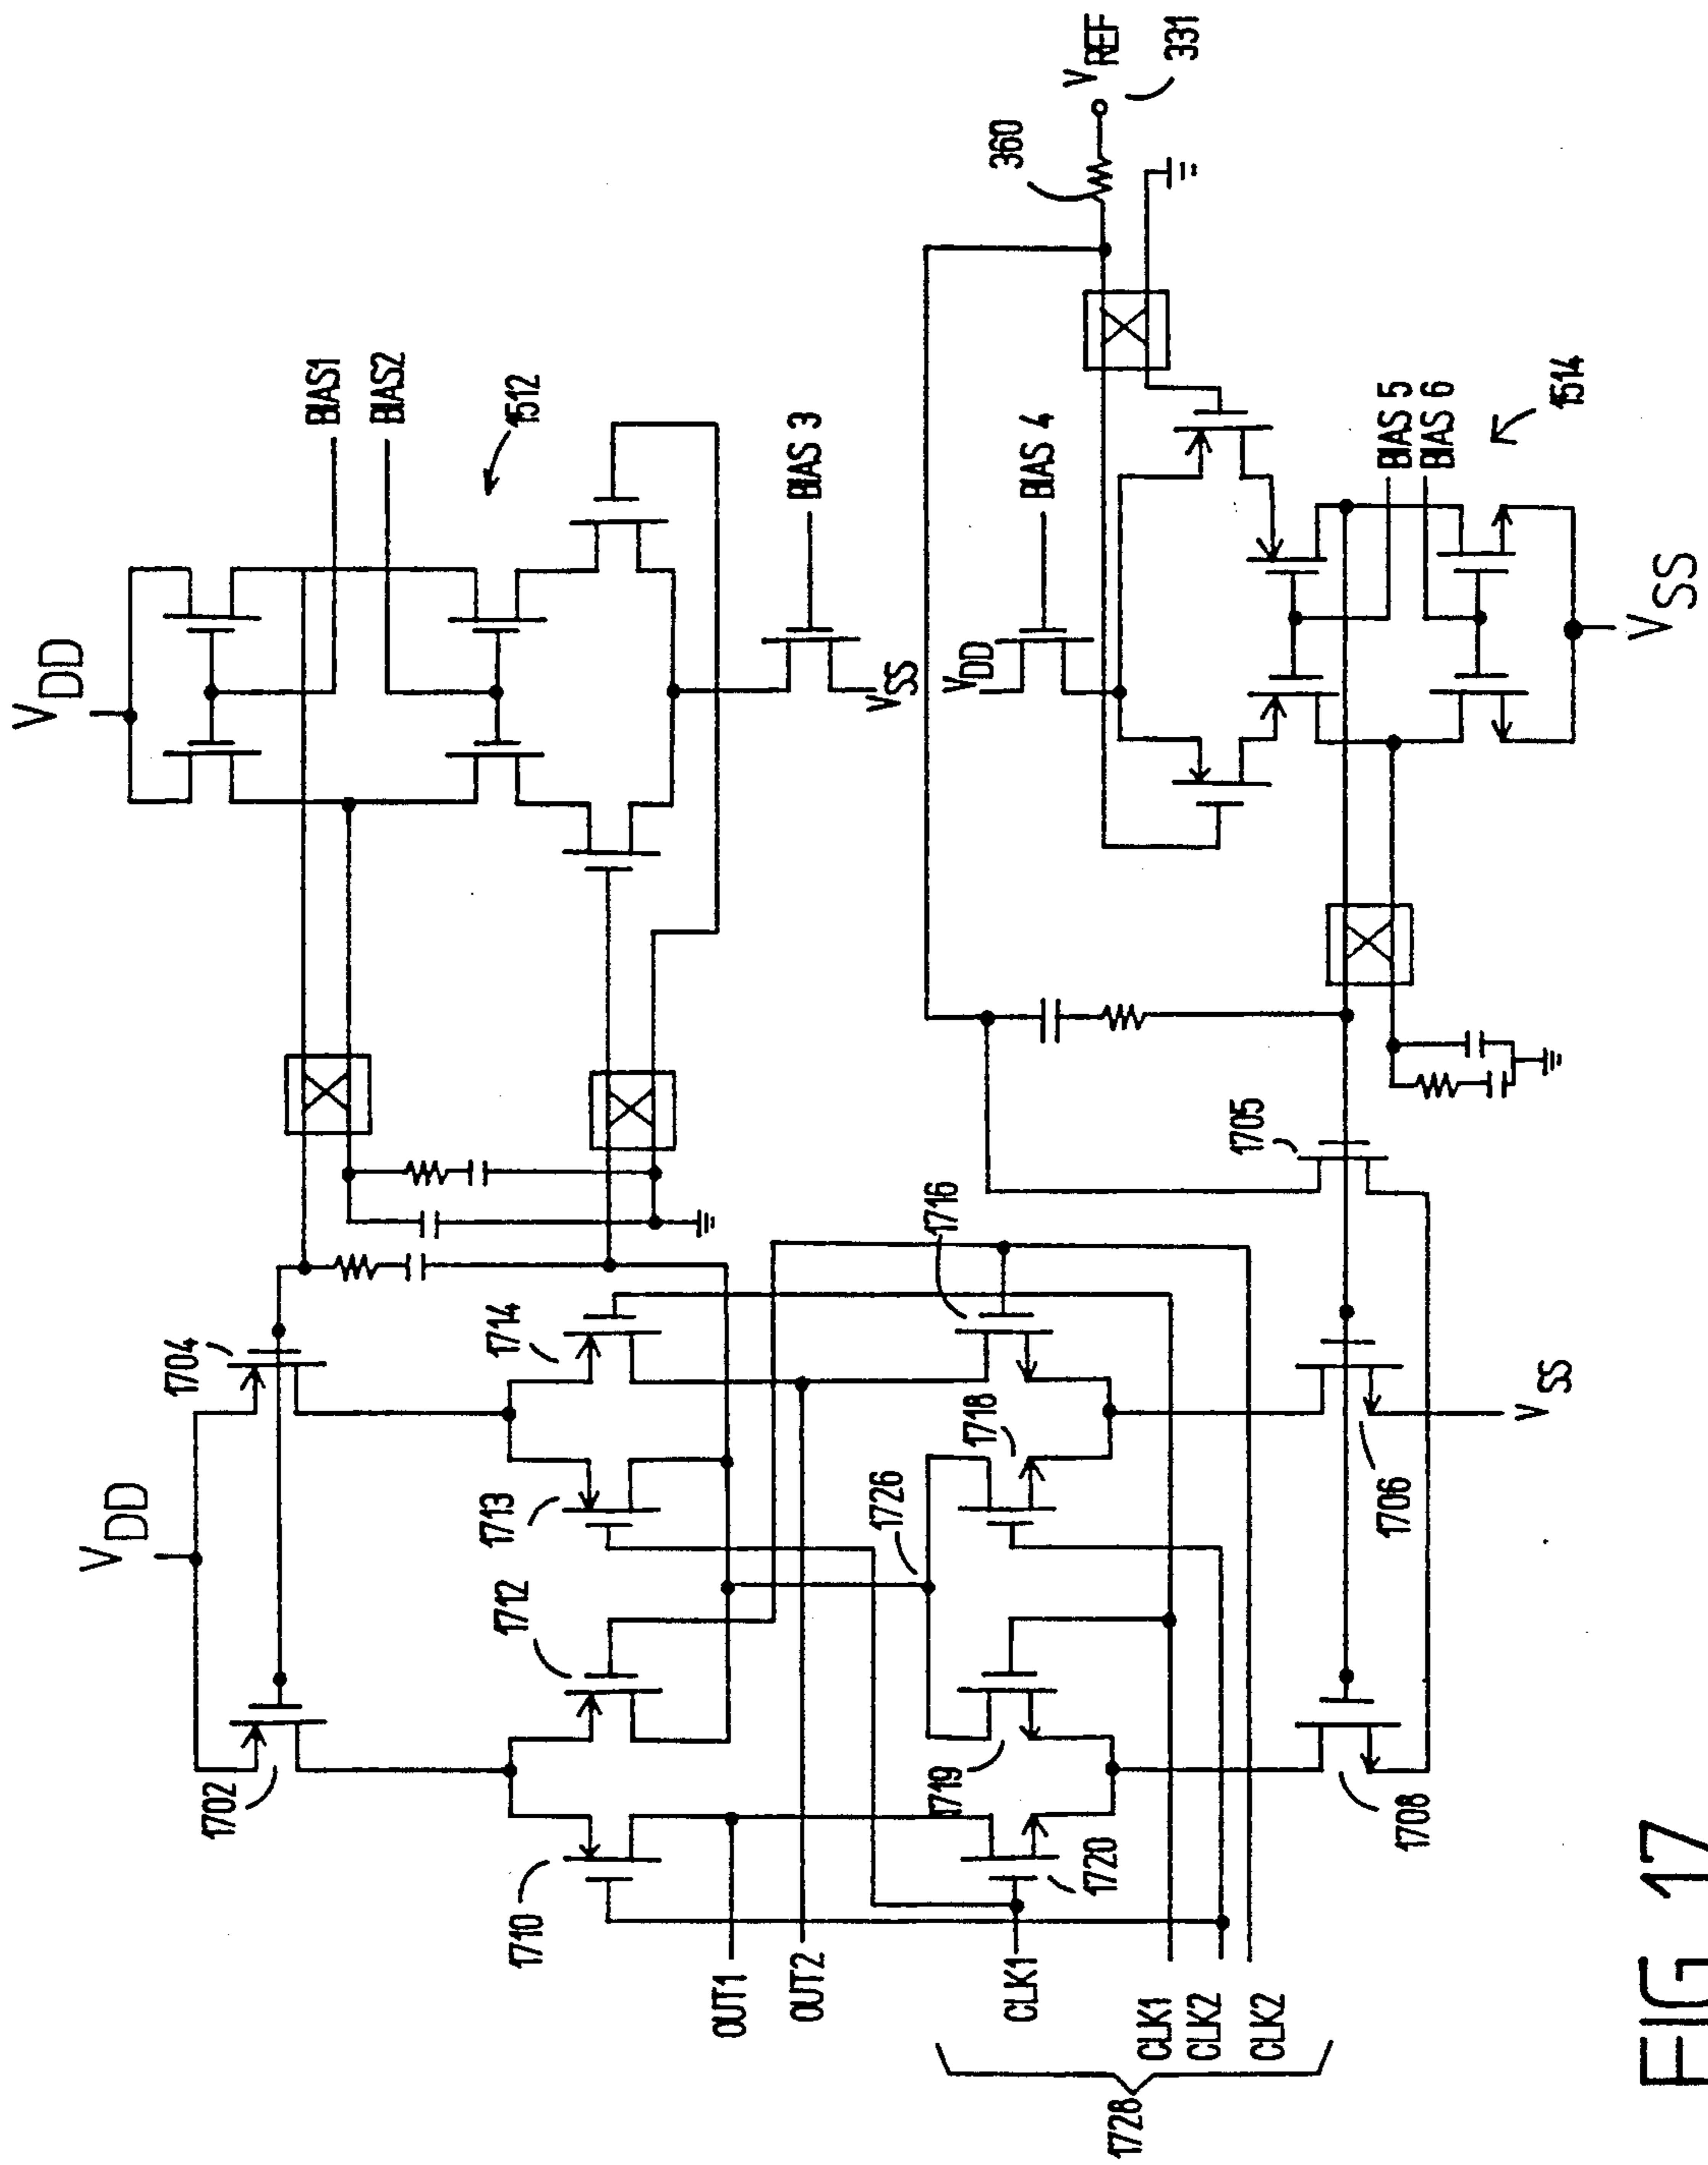 VDD
BIAS1
BIAS2
1512
BIAS 3
VSS
VDD
1702
1704
1710
1712
1713
1714
OUT1
OUT2
1716
1718
1719
1720
1726
CLK1
CLK1
CLK2
CLK2
1728
1705
1706
1708
VSS
VREF
331
360
VDD
BIAS 4
BIAS 5
BIAS 6
1514
VSS
FIG 17